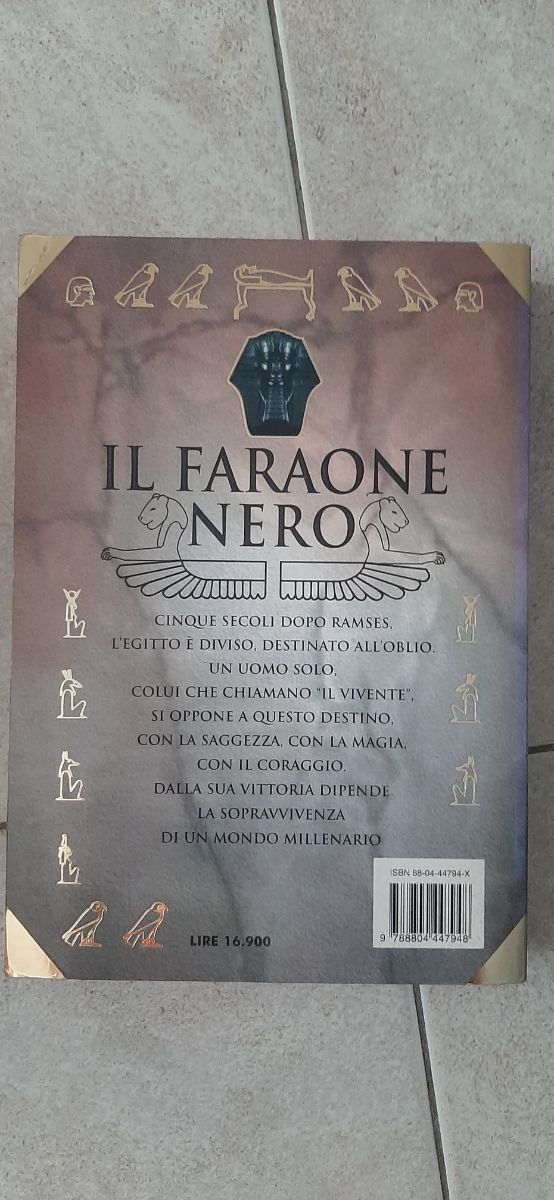 IL FARAONE
NERO
CINQUE SECOLI DOPO RAMSES,
L'EGITTO È DIVISO, DESTINATO ALL'OBLIO.
UN UOMO SOLO,
COLUI CHE CHIAMANO "IL VIVENTE",
SI OPPONE A QUESTO DESTINO,
CON LA SAGGEZZA, CON LA MAGIA,
CON IL CORAGGIO.
DALLA SUA VITTORIA DIPENDE
LA SOPRAVVIVENZA
DI UN MONDO MILLENARIO
ISBN 88-04-44794-X
9 788804 447948
LIRE 16.900